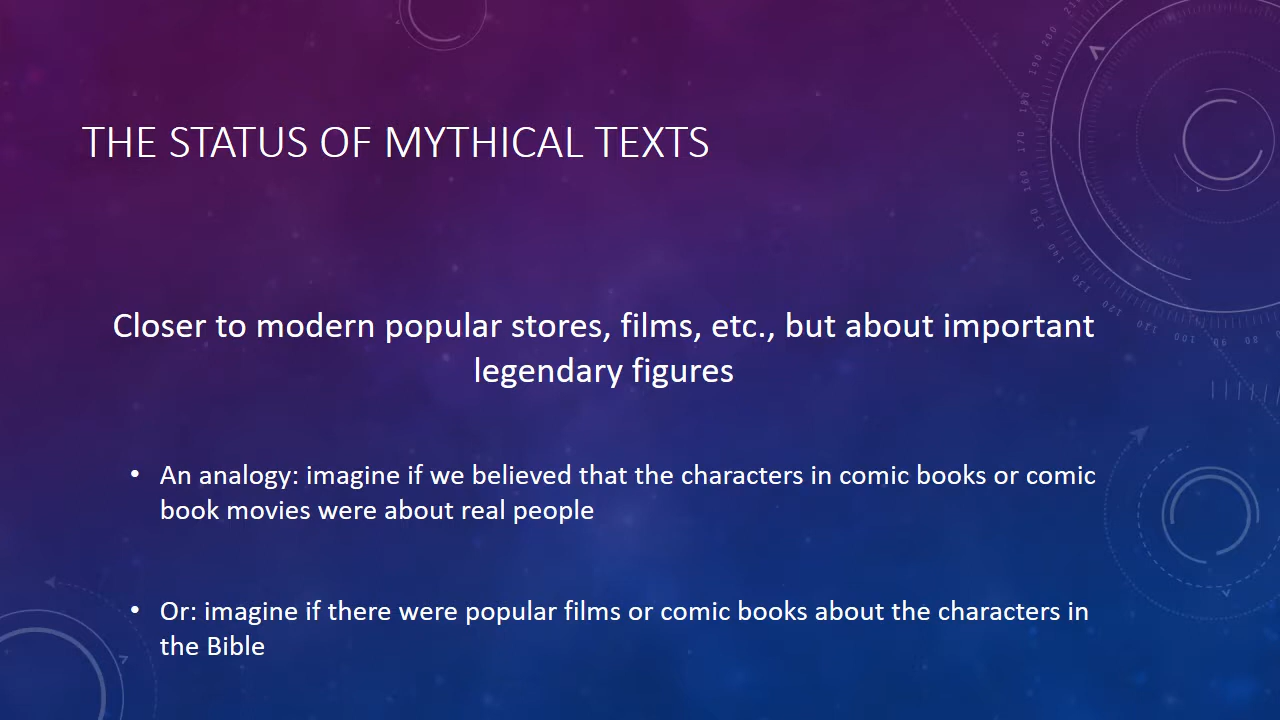 THE STATUS OF MYTHICAL TEXTS
Closer to modern popular stores, films, etc., but about important
legendary figures
• An analogy: imagine if we believed that the characters in comic books or comic
book movies were about real people
• Or: imagine if there were popular films or comic books about the characters in
the Bible